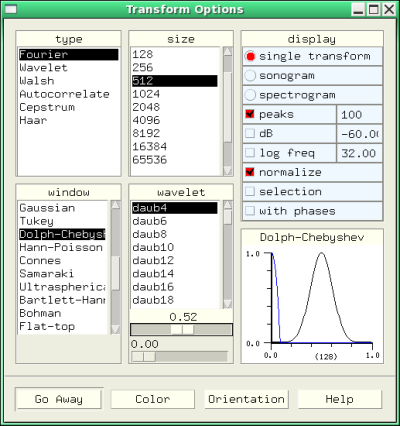 Transform Options
type
Fourier
Wavelet
Walsh
Autocorrelate
Cepstrum
Haar
size
128
256
512
1024
2048
4096
8192
16384
65536
display
single transform
sonogram
spectrogram
peaks 100
dB -60.0
log freq 32.00
normalize
selection
with phases
window
Gaussian
Tukey
Dolph-Chebysh
Hann-Poisson
Connes
Samaraki
Ultraspherica
Bartlett-Hann
Bohman
Flat-top
wavelet
daub4
daub6
daub8
daub10
daub12
daub14
daub16
daub18
0.52
0.00
Dolph-Chebyshev
1.0
0.0
0.0 (128) 1.0
Go Away Color Orientation Help